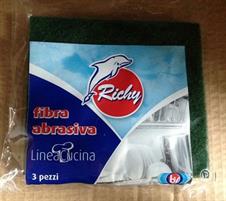 Richy
fibra
abrasiva
Linea Cucina
3 pezzi